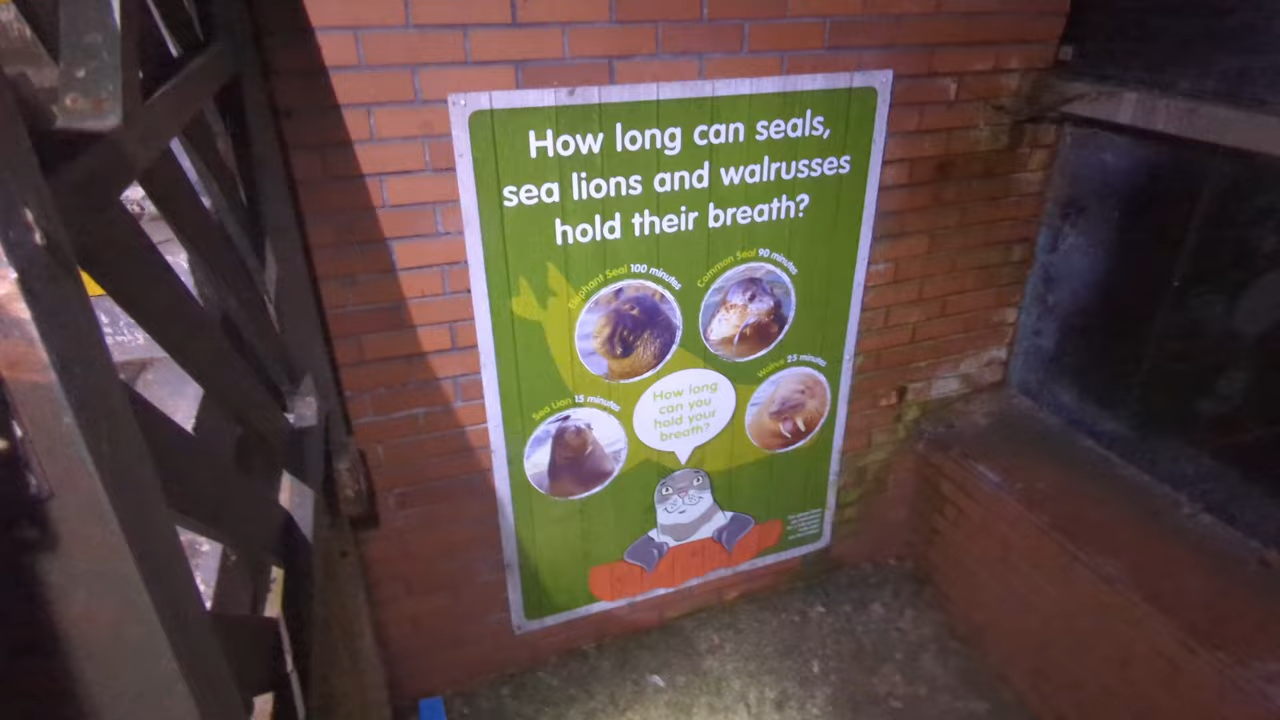 How long can seals,
sea lions and walrusses
hold their breath?
Elephant Seal 100 minutes
Common Seal 90 minutes
Sea Lion 15 minutes
Walrus 25 minutes
How long
can you
hold your
breath?